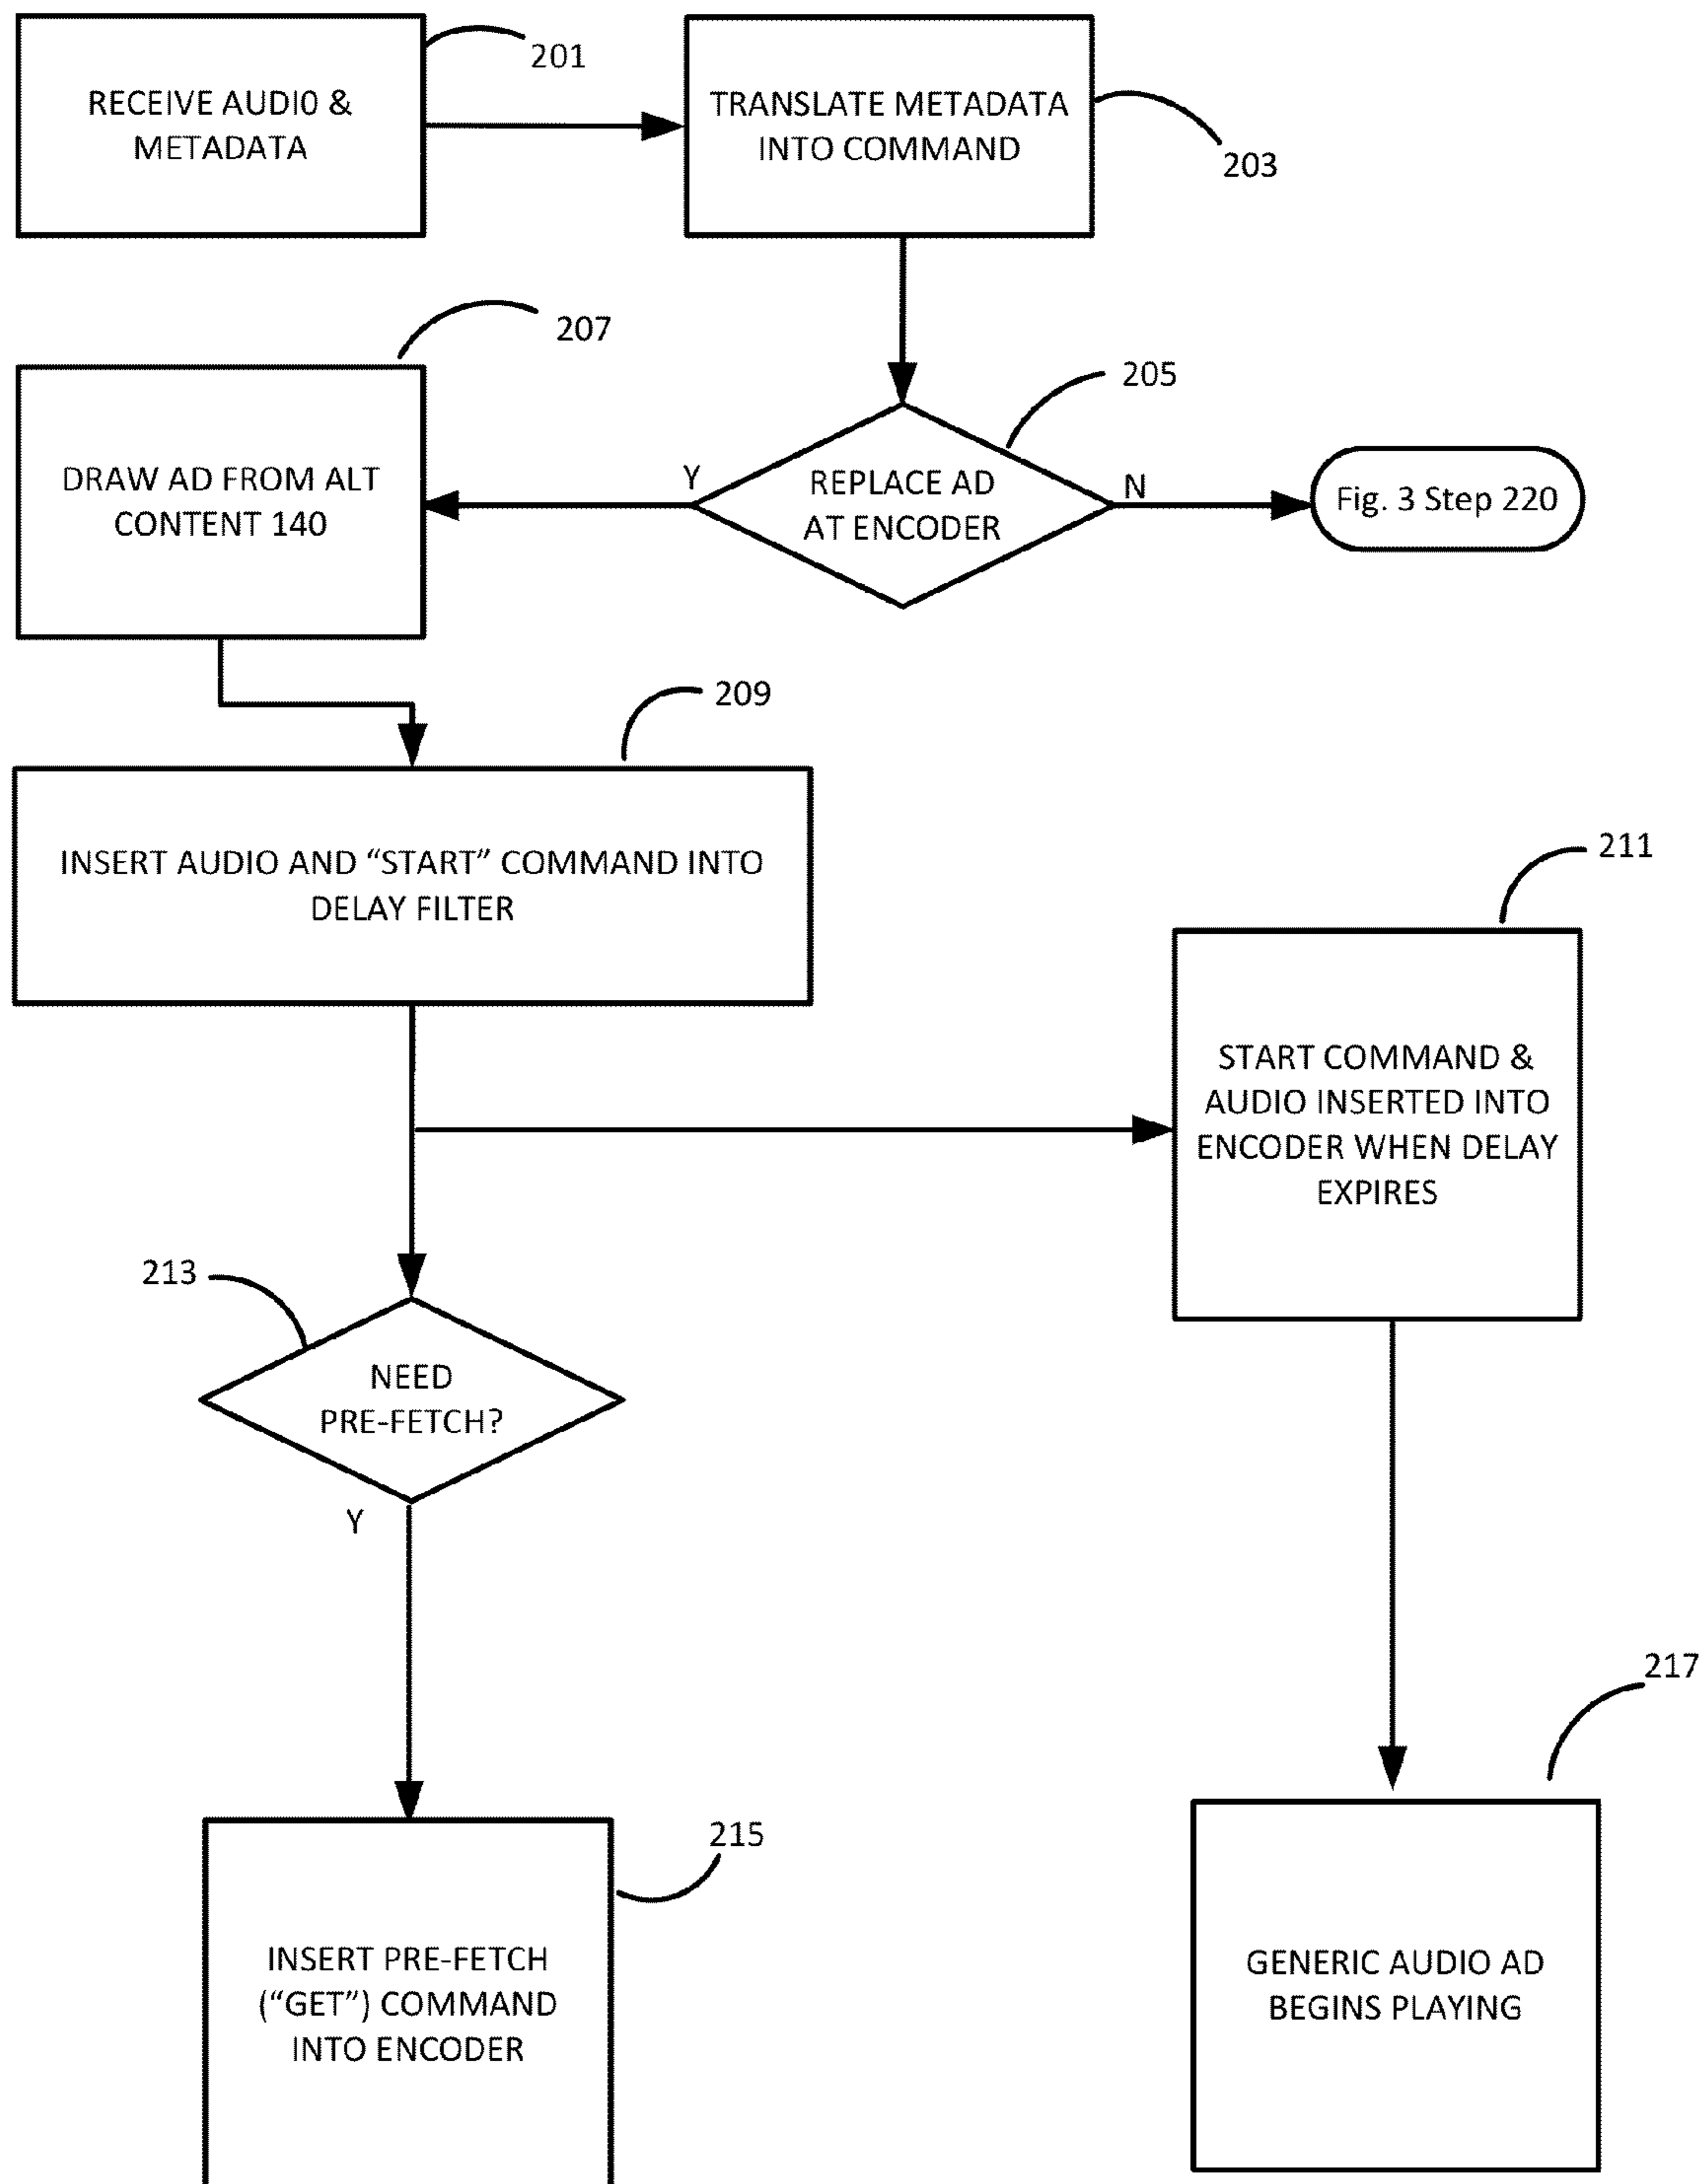 RECEIVE AUDI0 &
METADATA
201
TRANSLATE METADATA
INTO COMMAND
203
207
DRAW AD FROM ALT
CONTENT 140
205
Y
REPLACE AD
AT ENCODER
N
Fig. 3 Step 220
209
INSERT AUDIO AND “START” COMMAND INTO
DELAY FILTER
211
START COMMAND &
AUDIO INSERTED INTO
ENCODER WHEN DELAY
EXPIRES
213
NEED
PRE-FETCH?
Y
215
INSERT PRE-FETCH
(“GET”) COMMAND
INTO ENCODER
217
GENERIC AUDIO AD
BEGINS PLAYING